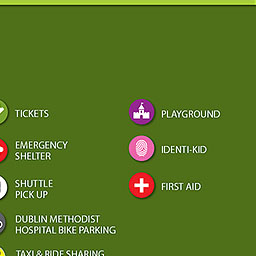 TICKETS
EMERGENCY
SHELTER
SHUTTLE
PICK UP
DUBLIN METHODIST
HOSPITAL BIKE PARKING
TAXI & RIDE SHARING
PLAYGROUND
IDENTI-KID
FIRST AID